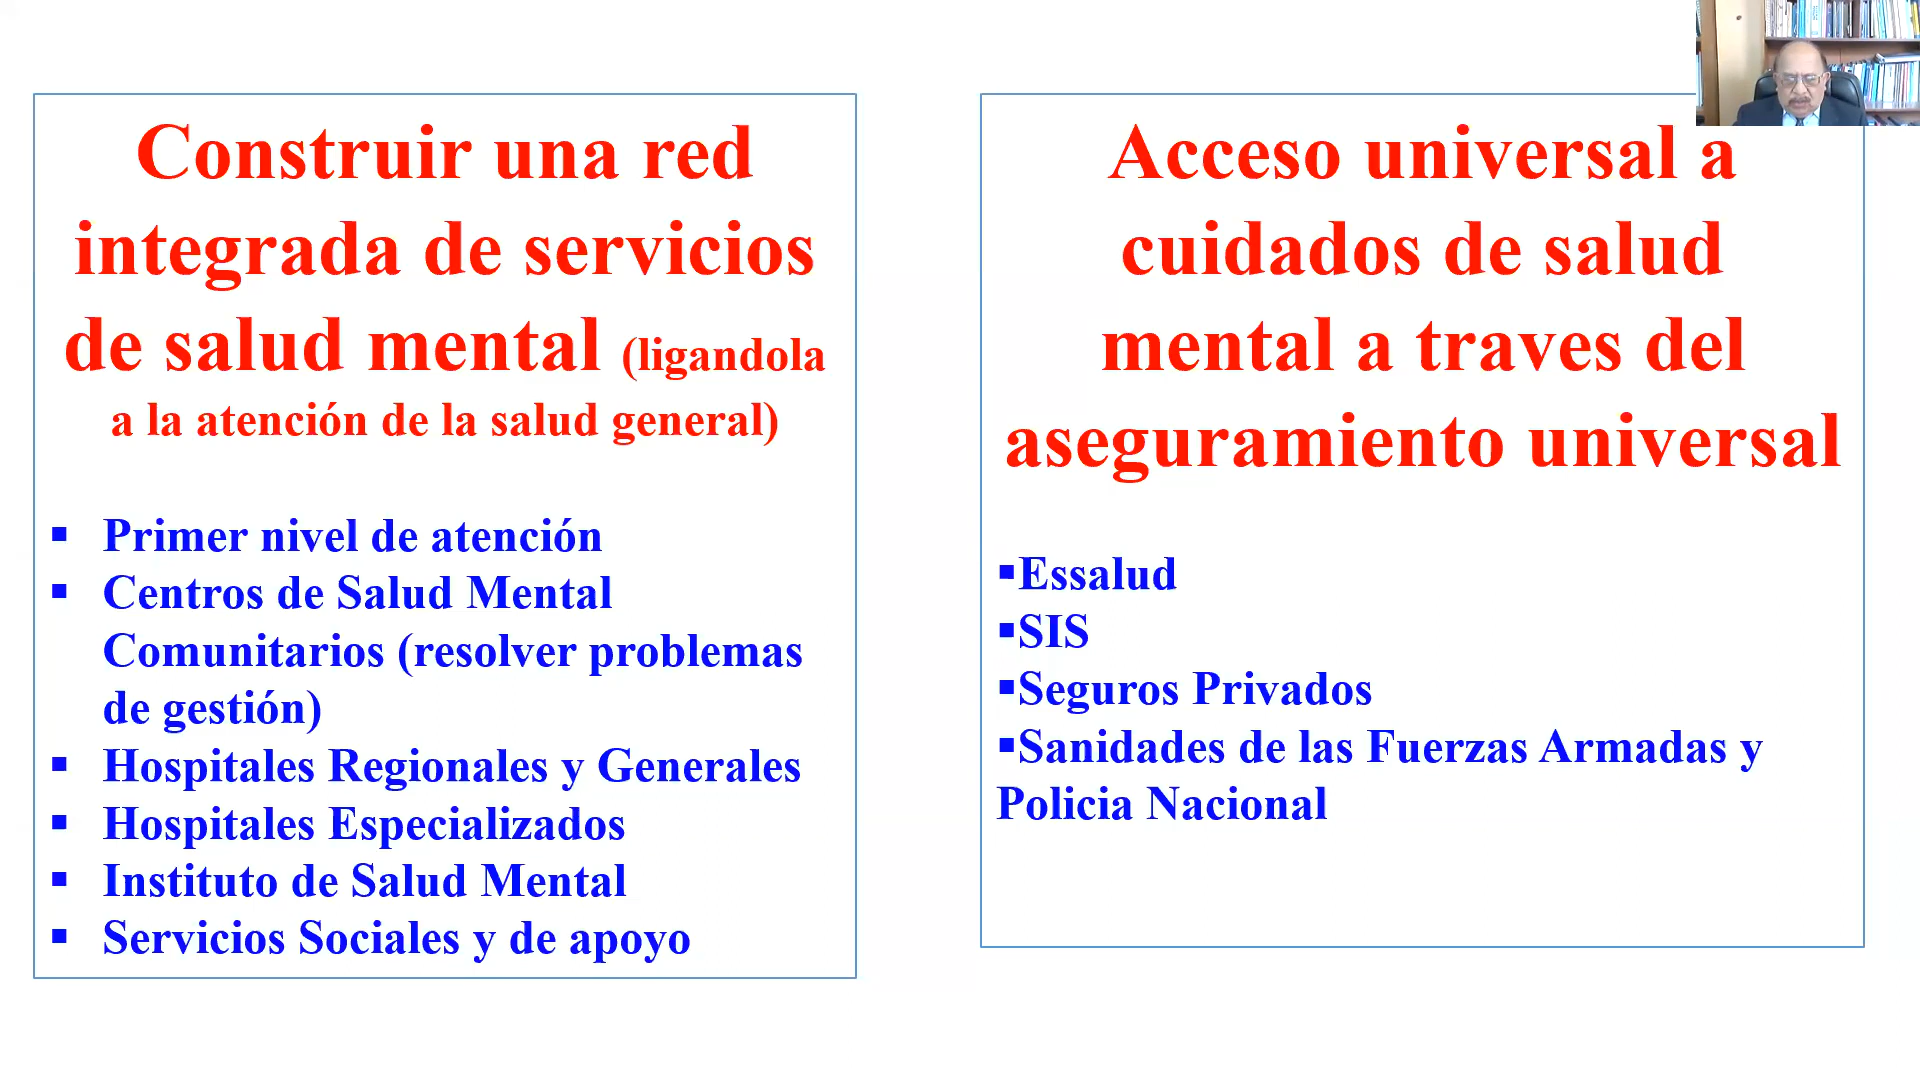 Construir una red
integrada de servicios
de salud mental (ligandola
a la atención de la salud general)
▪ Primer nivel de atención
▪ Centros de Salud Mental
Comunitarios (resolver problemas
de gestión)
▪ Hospitales Regionales y Generales
▪ Hospitales Especializados
▪ Instituto de Salud Mental
▪ Servicios Sociales y de apoyo
Acceso universal a
cuidados de salud
mental a traves del
aseguramiento universal
▪Essalud
▪SIS
▪Seguros Privados
▪Sanidades de las Fuerzas Armadas y
Policia Nacional